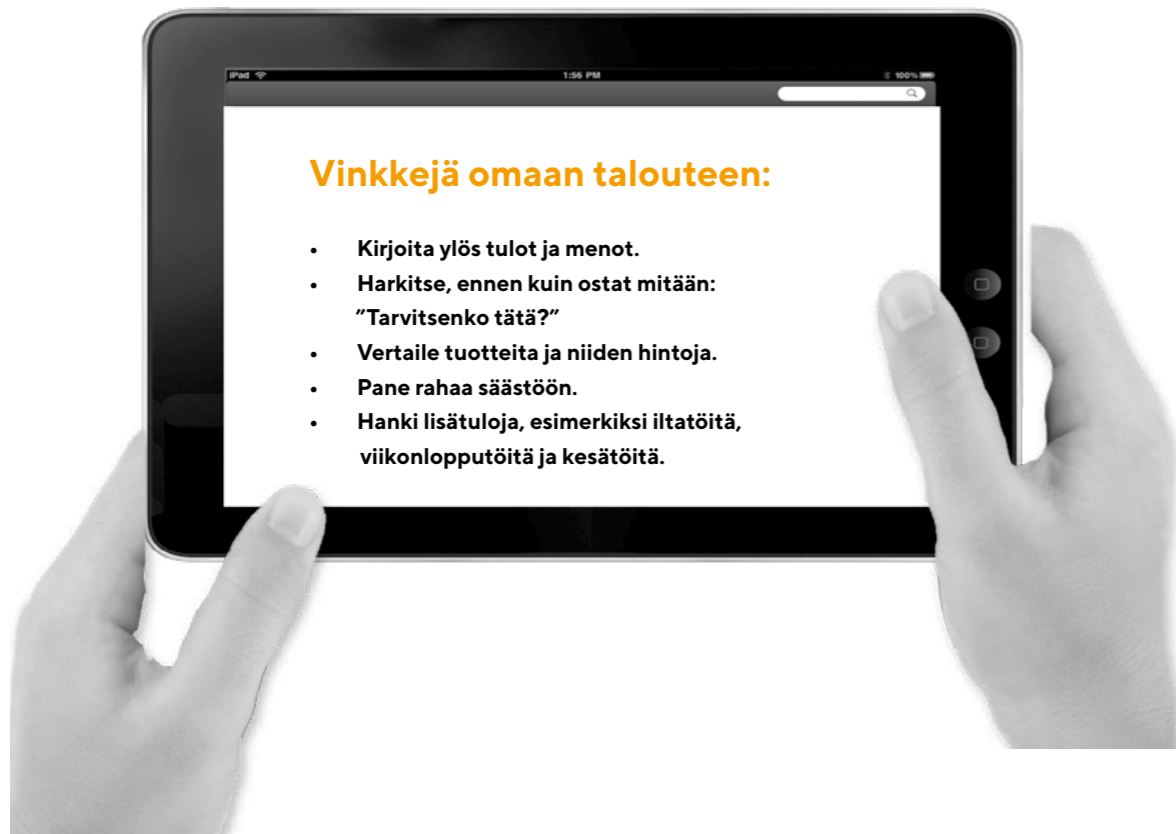 iPad 1:56 PM 100%
Vinkkejä omaan talouteen:
• Kirjoita ylös tulot ja menot.
• Harkitse, ennen kuin ostat mitään:
”Tarvitsenko tätä?”
• Vertaile tuotteita ja niiden hintoja.
• Pane rahaa säästöön.
• Hanki lisätuloja, esimerkiksi iltatöitä,
viikonlopputöitä ja kesätöitä.